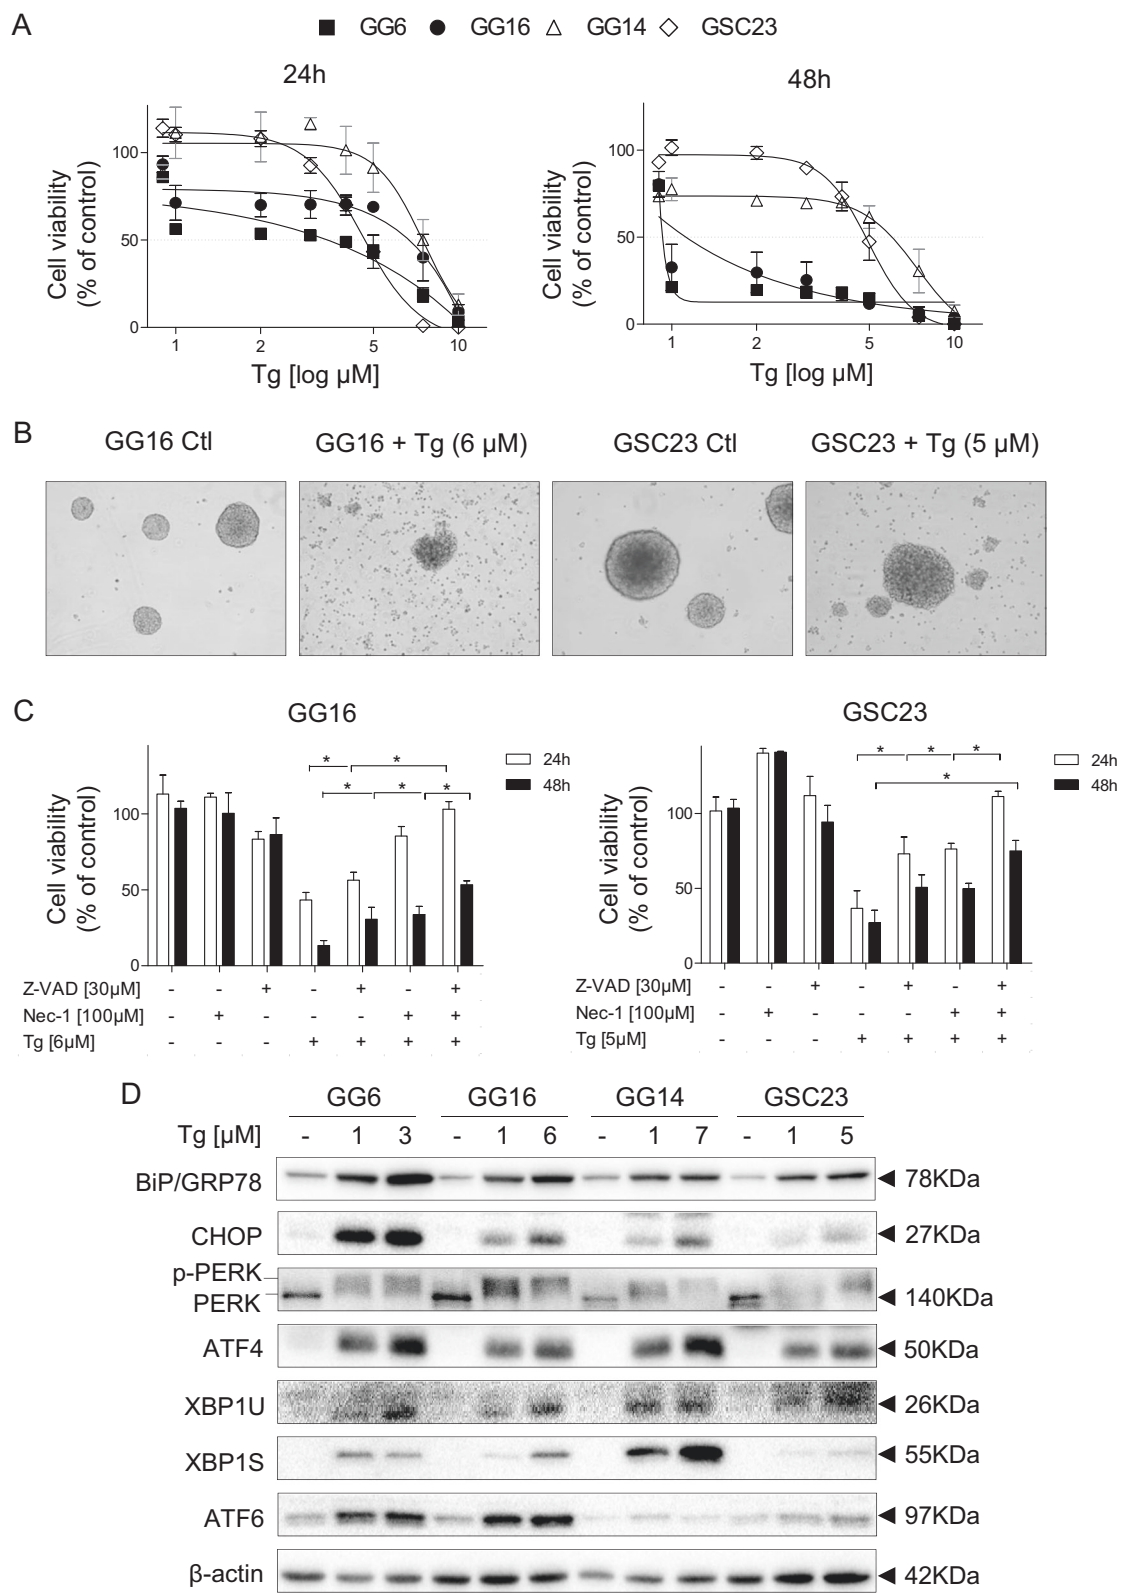 A
GG6 GG16 GG14 GSC23
24h
48h
Cell viability
(% of control)
100
50
0
1 2 5 10
Tg [log µM]
Cell viability
(% of control)
100
50
0
1 2 5 10
Tg [log µM]
B
GG16 Ctl
GG16 + Tg (6 µM)
GSC23 Ctl
GSC23 + Tg (5 µM)
C
GG16
Cell viability
(% of control)
100
50
0
* *
* * *
24h
48h
Z-VAD [30µM] - - + - + - +
Nec-1 [100µM] - + - - - + +
Tg [6µM] - - - + + + +
GSC23
Cell viability
(% of control)
100
50
0
* * *
*
24h
48h
Z-VAD [30µM] - - + - + - +
Nec-1 [100µM] - + - - - + +
Tg [5µM] - - - + + + +
D
GG6 GG16 GG14 GSC23
Tg [µM] - 1 3 - 1 6 - 1 7 - 1 5
BiP/GRP78 78KDa
CHOP 27KDa
p-PERK
PERK 140KDa
ATF4 50KDa
XBP1U 26KDa
XBP1S 55KDa
ATF6 97KDa
β-actin 42KDa